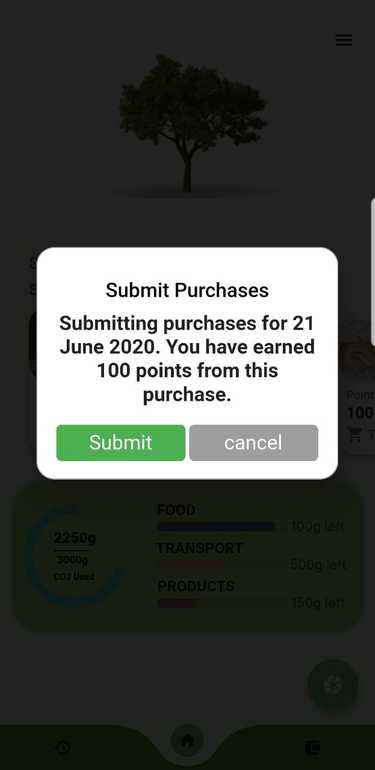 Submit Purchases
Submitting purchases for 21
June 2020. You have earned
100 points from this
purchase.
Submit
cancel
Point
100
2250g
3000g
CO2 Used
FOOD
100g left
TRANSPORT
500g left
PRODUCTS
150g left